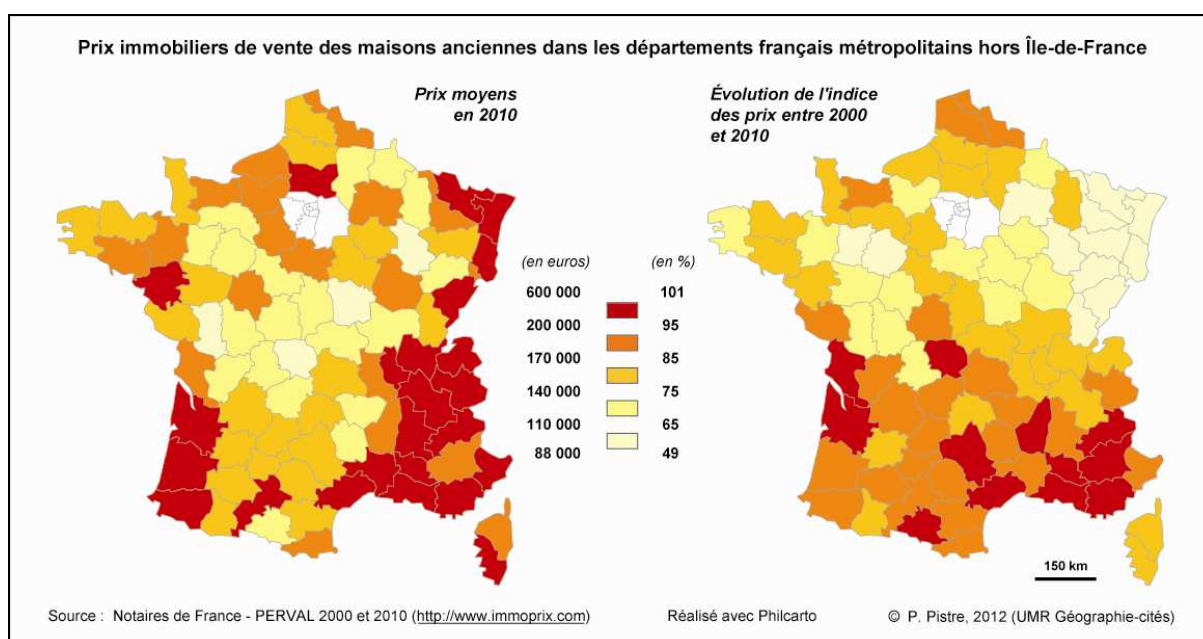 Prix immobiliers de vente des maisons anciennes dans les départements français métropolitains hors Île-de-France
Prix moyens
en 2010
Évolution de l'indice
des prix entre 2000
et 2010
(en euros) (en %)
600 000 101
200 000 95
170 000 85
140 000 75
110 000 65
88 000 49
150 km
Source : Notaires de France - PERVAL 2000 et 2010 (http://www.immoprix.com) Réalisé avec Philcarto © P. Pistre, 2012 (UMR Géographie-cités)